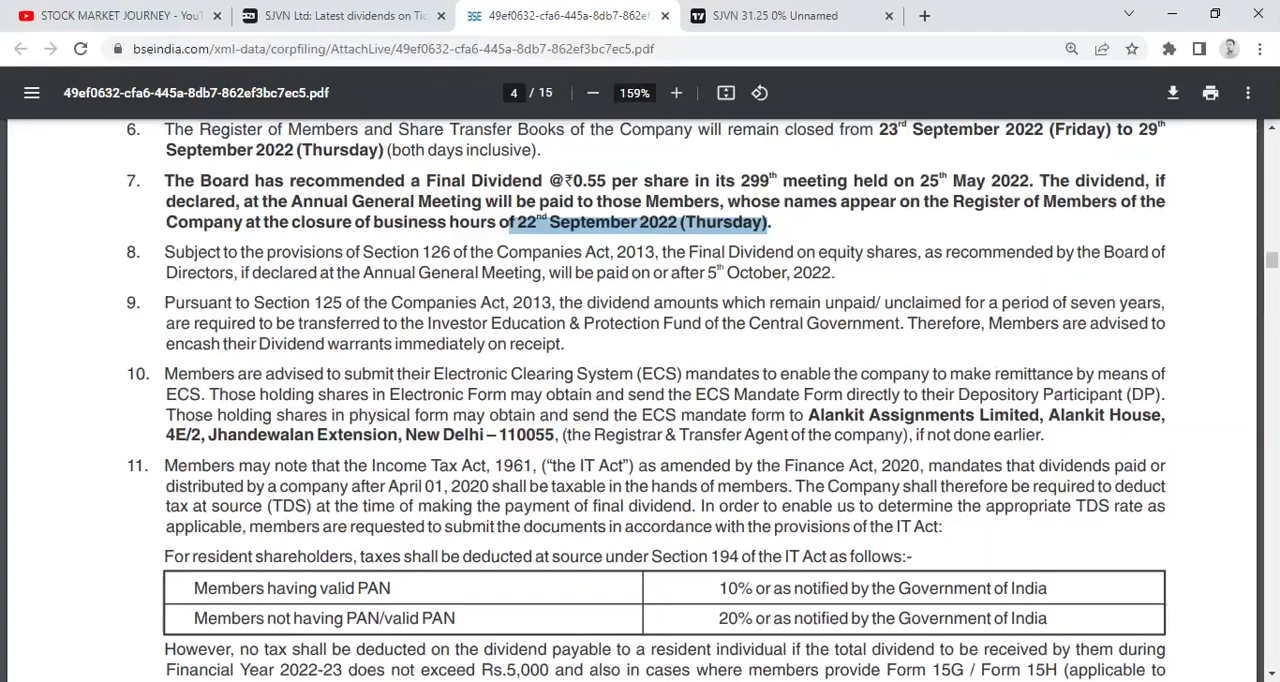 STOCK MARKET JOURNEY - YouT
SJVN Ltd: Latest dividends on Tic
49ef0632-cfa6-445a-8db7-862ef
SJVN 31.25 0% Unnamed
bseindia.com/xml-data/corpfiling/AttachLive/49ef0632-cfa6-445a-8db7-862ef3bc7ec5.pdf
49ef0632-cfa6-445a-8db7-862ef3bc7ec5.pdf
4 / 15
159%
6. The Register of Members and Share Transfer Books of the Company will remain closed from 23rd September 2022 (Friday) to 29th
September 2022 (Thursday) (both days inclusive).
7. The Board has recommended a Final Dividend @₹0.55 per share in its 299th meeting held on 25th May 2022. The dividend, if
declared, at the Annual General Meeting will be paid to those Members, whose names appear on the Register of Members of the
Company at the closure of business hours of 22nd September 2022 (Thursday).
8. Subject to the provisions of Section 126 of the Companies Act, 2013, the Final Dividend on equity shares, as recommended by the Board of
Directors, if declared at the Annual General Meeting, will be paid on or after 5th October, 2022.
9. Pursuant to Section 125 of the Companies Act, 2013, the dividend amounts which remain unpaid/ unclaimed for a period of seven years,
are required to be transferred to the Investor Education & Protection Fund of the Central Government. Therefore, Members are advised to
encash their Dividend warrants immediately on receipt.
10. Members are advised to submit their Electronic Clearing System (ECS) mandates to enable the company to make remittance by means of
ECS. Those holding shares in Electronic Form may obtain and send the ECS Mandate Form directly to their Depository Participant (DP).
Those holding shares in physical form may obtain and send the ECS mandate form to Alankit Assignments Limited, Alankit House,
4E/2, Jhandewalan Extension, New Delhi – 110055, (the Registrar & Transfer Agent of the company), if not done earlier.
11. Members may note that the Income Tax Act, 1961, (“the IT Act”) as amended by the Finance Act, 2020, mandates that dividends paid or
distributed by a company after April 01, 2020 shall be taxable in the hands of members. The Company shall therefore be required to deduct
tax at source (TDS) at the time of making the payment of final dividend. In order to enable us to determine the appropriate TDS rate as
applicable, members are requested to submit the documents in accordance with the provisions of the IT Act:
For resident shareholders, taxes shall be deducted at source under Section 194 of the IT Act as follows:-
Members having valid PAN 10% or as notified by the Government of India
Members not having PAN/valid PAN 20% or as notified by the Government of India
However, no tax shall be deducted on the dividend payable to a resident individual if the total dividend to be received by them during
Financial Year 2022-23 does not exceed Rs.5,000 and also in cases where members provide Form 15G / Form 15H (applicable to